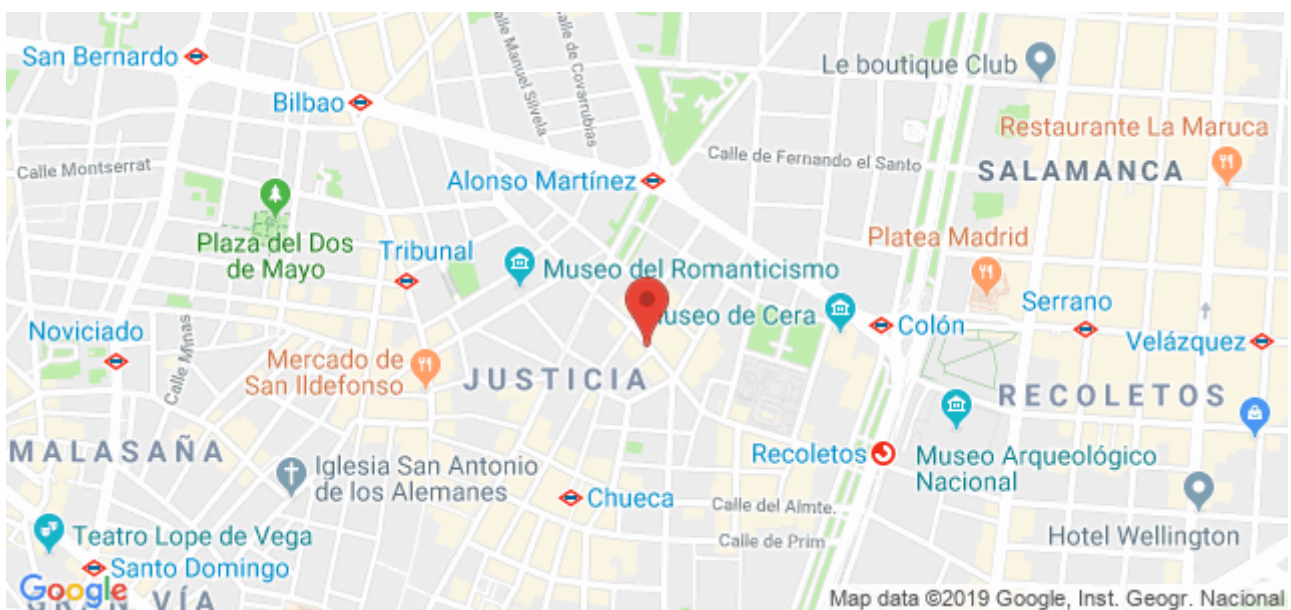 San Bernardo
Bilbao
Calle Manuel Silvela
Calle de Covarrubias
Le boutique Club
Restaurante La Maruca
Calle Montserrat
Alonso Martínez
Calle de Fernando el Santo
SALAMANCA
Plaza del Dos
de Mayo
Tribunal
Museo del Romanticismo
Platea Madrid
Noviciado
Calle Minas
Mercado de
San Ildefonso
JUSTICIA
useo de Cera
Colón
Serrano
Velázquez
RECOLETOS
MALASAÑA
Iglesia San Antonio
de los Alemanes
Chueca
Recoletos
Museo Arqueológico
Nacional
Calle del Almte.
Calle de Prim
Hotel Wellington
Teatro Lope de Vega
Santo Domingo
GRAN VÍA
Google
Map data ©2019 Google, Inst. Geogr. Nacional